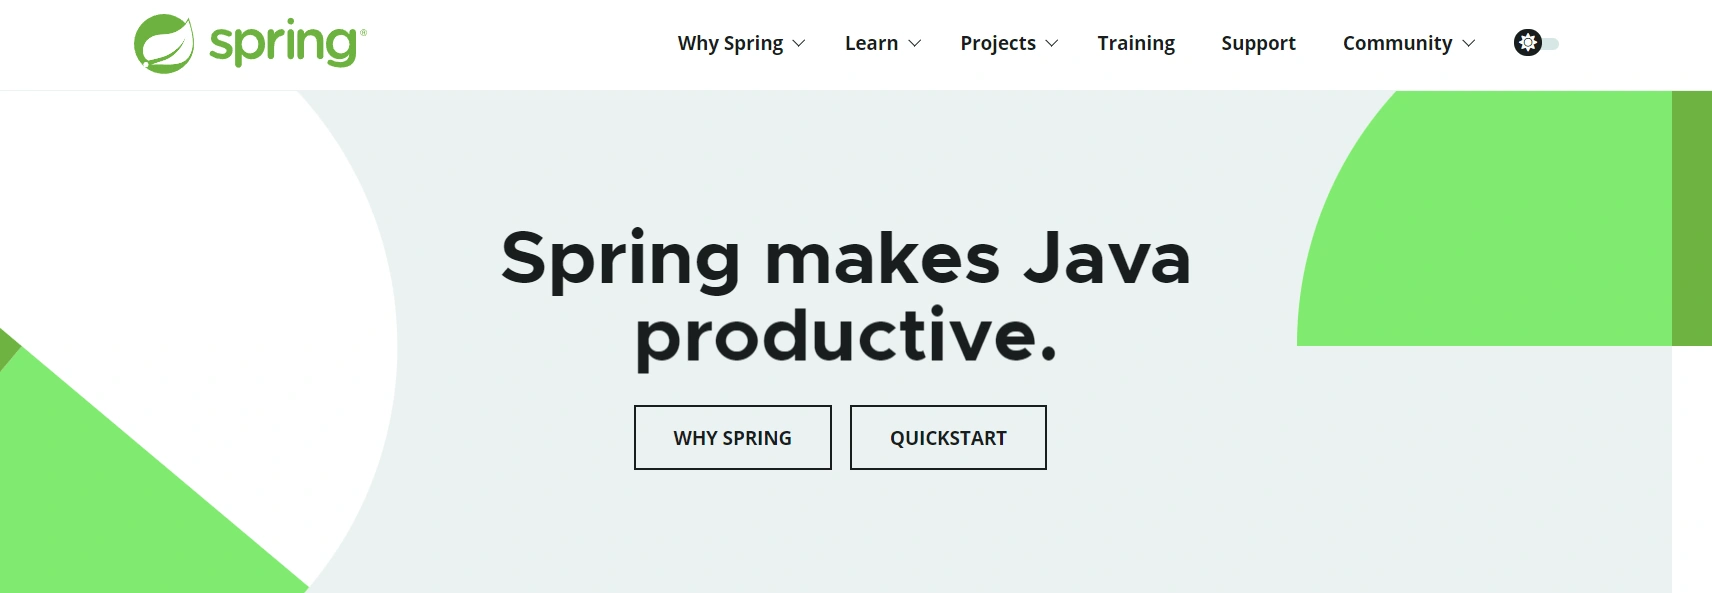 spring®
Why Spring Learn Projects Training Support Community
Spring makes Java
productive.
WHY SPRING QUICKSTART